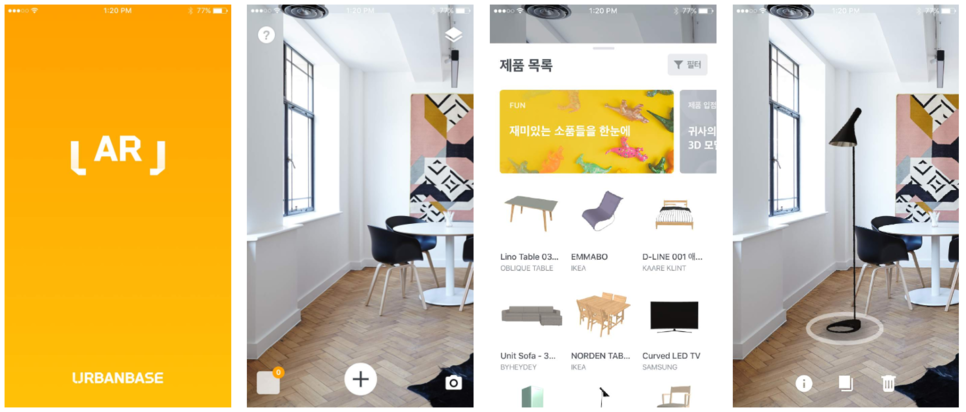 1:20 PM
77%
AR
URBANBASE
1:20 PM
77%
?
0
+
1:20 PM
77%
제품 목록
필터
FUN
재미있는 소품들을 한눈에
제품 입점
귀사의
3D 모
Lino Table 03...
OBLIQUE TABLE
EMMABO
IKEA
D-LINE 001 매...
KAARE KLINT
Unit Sofa - 3...
BYHEYDEY
NORDEN TAB...
IKEA
Curved LED TV
SAMSUNG
1:20 PM
77%
i